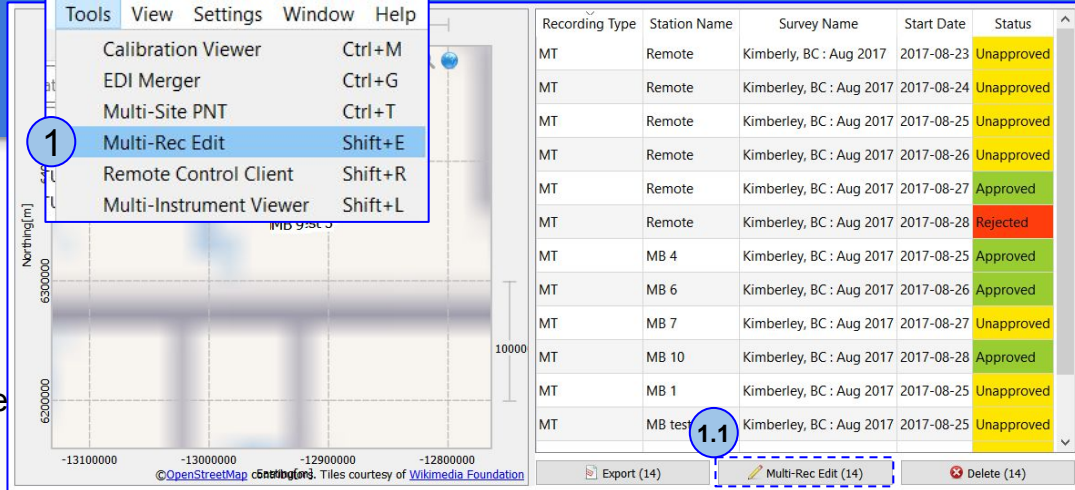 Tools View Settings Window Help
Calibration Viewer Ctrl+M
EDI Merger Ctrl+G
Multi-Site PNT Ctrl+T
1
Multi-Rec Edit Shift+E
Remote Control Client Shift+R
Multi-Instrument Viewer Shift+L
Northing[m]
6300000
6200000
10000
-13100000 -13000000 -12900000 -12800000
©OpenStreetMap contributors. Tiles courtesy of Wikimedia Foundation
Easting[m]
Recording Type Station Name Survey Name Start Date Status
MT Remote Kimberly, BC : Aug 2017 2017-08-23 Unapproved
MT Remote Kimberley, BC : Aug 2017 2017-08-24 Unapproved
MT Remote Kimberley, BC : Aug 2017 2017-08-25 Unapproved
MT Remote Kimberley, BC : Aug 2017 2017-08-26 Unapproved
MT Remote Kimberley, BC : Aug 2017 2017-08-27 Approved
MT Remote Kimberley, BC : Aug 2017 2017-08-28 Rejected
MT MB 4 Kimberley, BC : Aug 2017 2017-08-25 Approved
MT MB 6 Kimberley, BC : Aug 2017 2017-08-26 Approved
MT MB 7 Kimberley, BC : Aug 2017 2017-08-27 Unapproved
MT MB 10 Kimberley, BC : Aug 2017 2017-08-28 Approved
MT MB 1 Kimberley, BC : Aug 2017 2017-08-25 Unapproved
MT MB test Kimberley, BC : Aug 2017 2017-08-25 Unapproved
1.1
Export (14) Multi-Rec Edit (14) Delete (14)